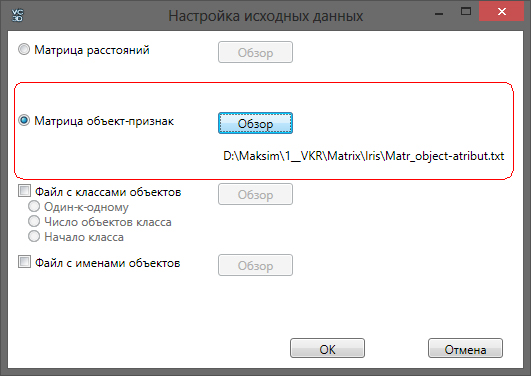 VC
3D
Настройка исходных данных
Матрица расстояний
Обзор
Матрица объект-признак
Обзор
D:\Maksim\1__VKR\Matrix\Iris\Matr_object-atribut.txt
Файл с классами объектов
Обзор
Один-к-одному
Число объектов класса
Начало класса
Файл с именами объектов
Обзор
OK
Отмена